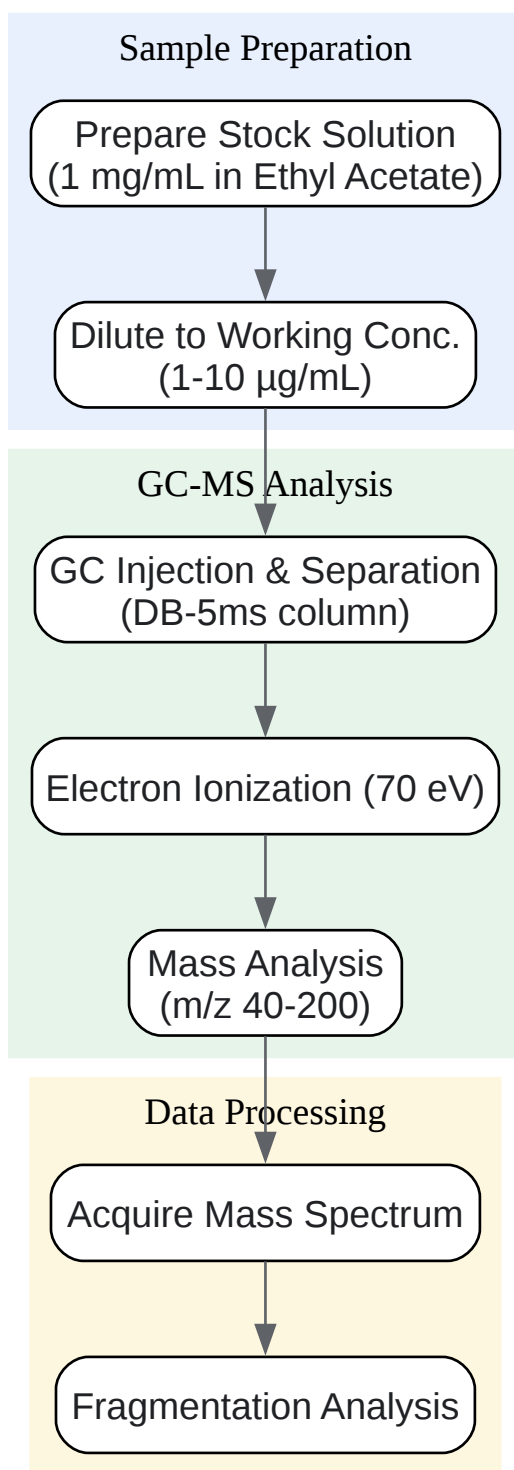 Sample Preparation
Prepare Stock Solution
(1 mg/mL in Ethyl Acetate)
Dilute to Working Conc.
(1-10 µg/mL)
GC-MS Analysis
GC Injection & Separation
(DB-5ms column)
Electron Ionization (70 eV)
Mass Analysis
(m/z 40-200)
Data Processing
Acquire Mass Spectrum
Fragmentation Analysis